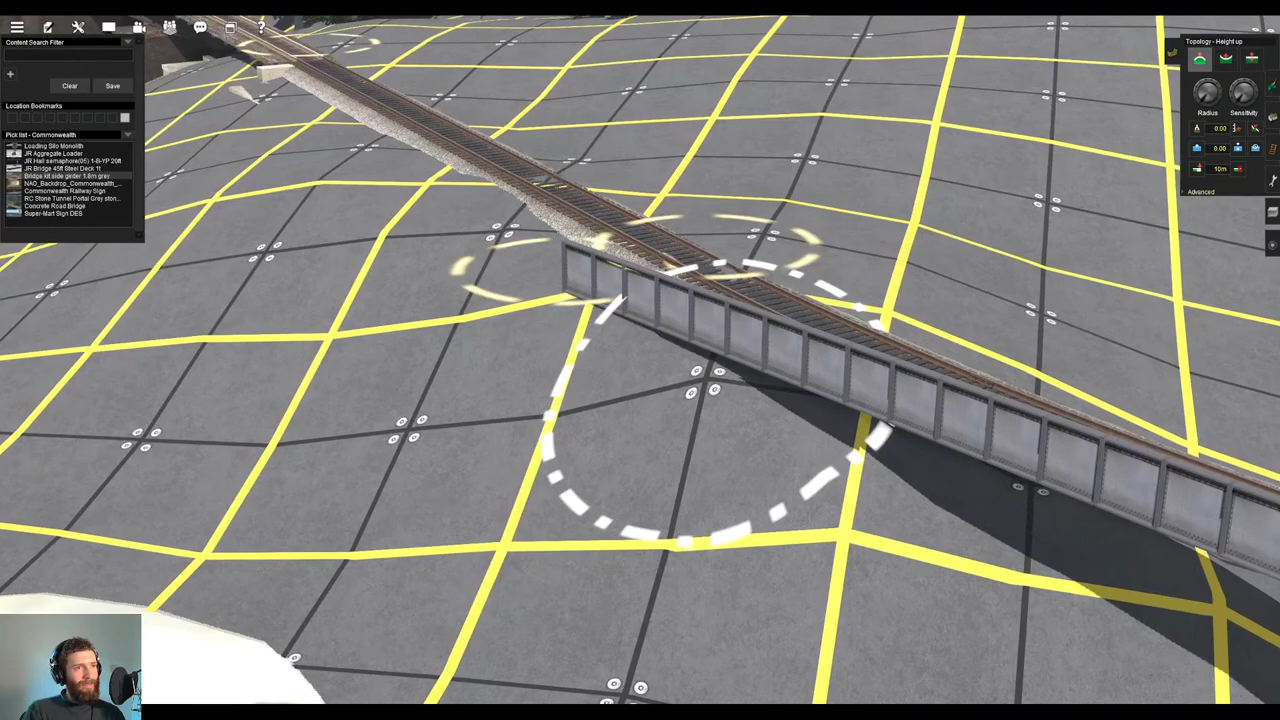 Content Search Filter
Clear
Save
Location Bookmarks
Pick list - Commonwealth
Loading Silo Monolith
JR Aggregate Loader
JR Hall semaphore(05) 1-B-YP 20ft
JR Bridge 45ft Steel Deck 1t
Bridge kit side girder 1.6m grey
NAO_Backdrop_Commonwealth_...
Commonwealth Railway Sign
RC Stone Tunnel Portal Grey ston...
Concrete Road Bridge
Super-Mart Sign DES
Topology - Height up
Radius
Sensitivity
0.00
0.00
10m
Advanced